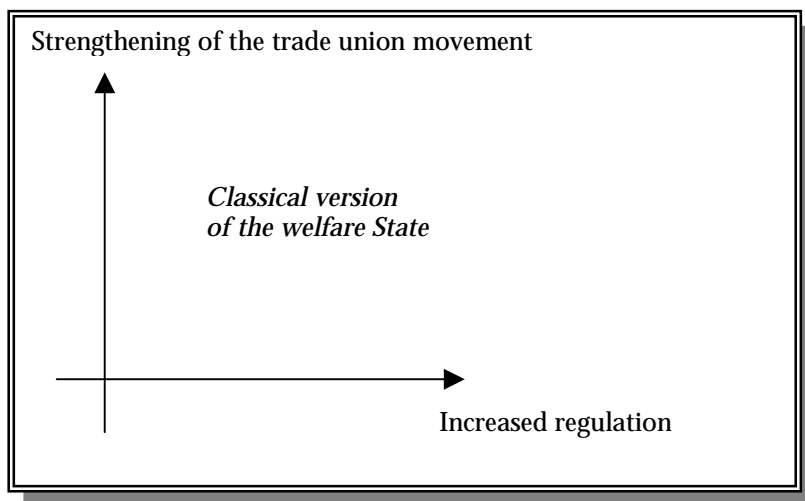 Strengthening of the trade union movement
Classical version
of the welfare State
Increased regulation